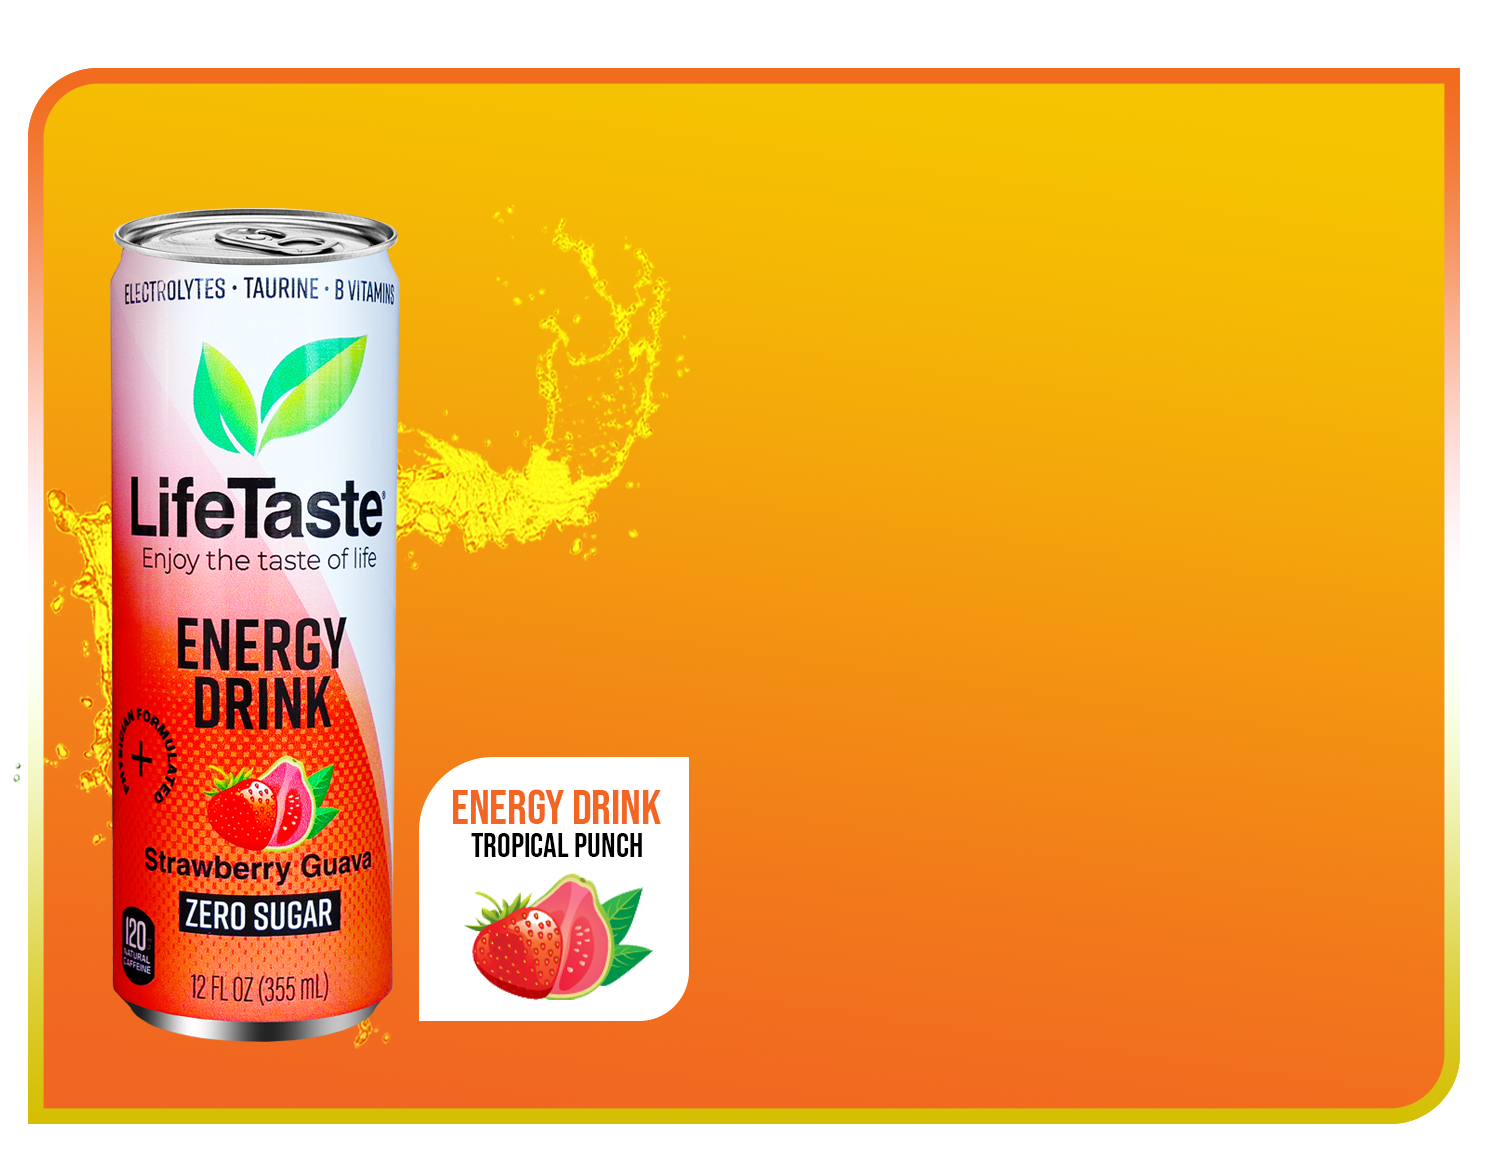 ELECTROLYTES • TAURINE • B VITAMINS
LifeTaste®
Enjoy the taste of life
ENERGY
DRINK
PHYSICIAN FORMULATED
Strawberry Guava
ZERO SUGAR
120
NATURAL
CAFFEINE
12 FL OZ (355 mL)
ENERGY DRINK
TROPICAL PUNCH